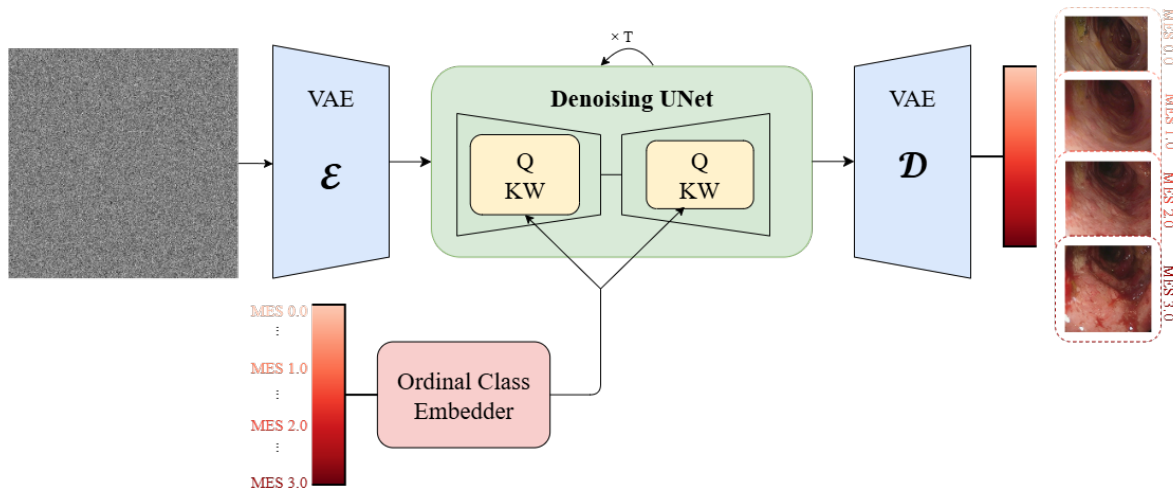 × T
VAE
ℰ
Denoising UNet
Q
KW
Q
KW
VAE
𝒟
MES 0.0
MES 1.0
MES 2.0
MES 3.0
MES 0.0
⋮
MES 1.0
⋮
MES 2.0
⋮
MES 3.0
Ordinal Class
Embedder